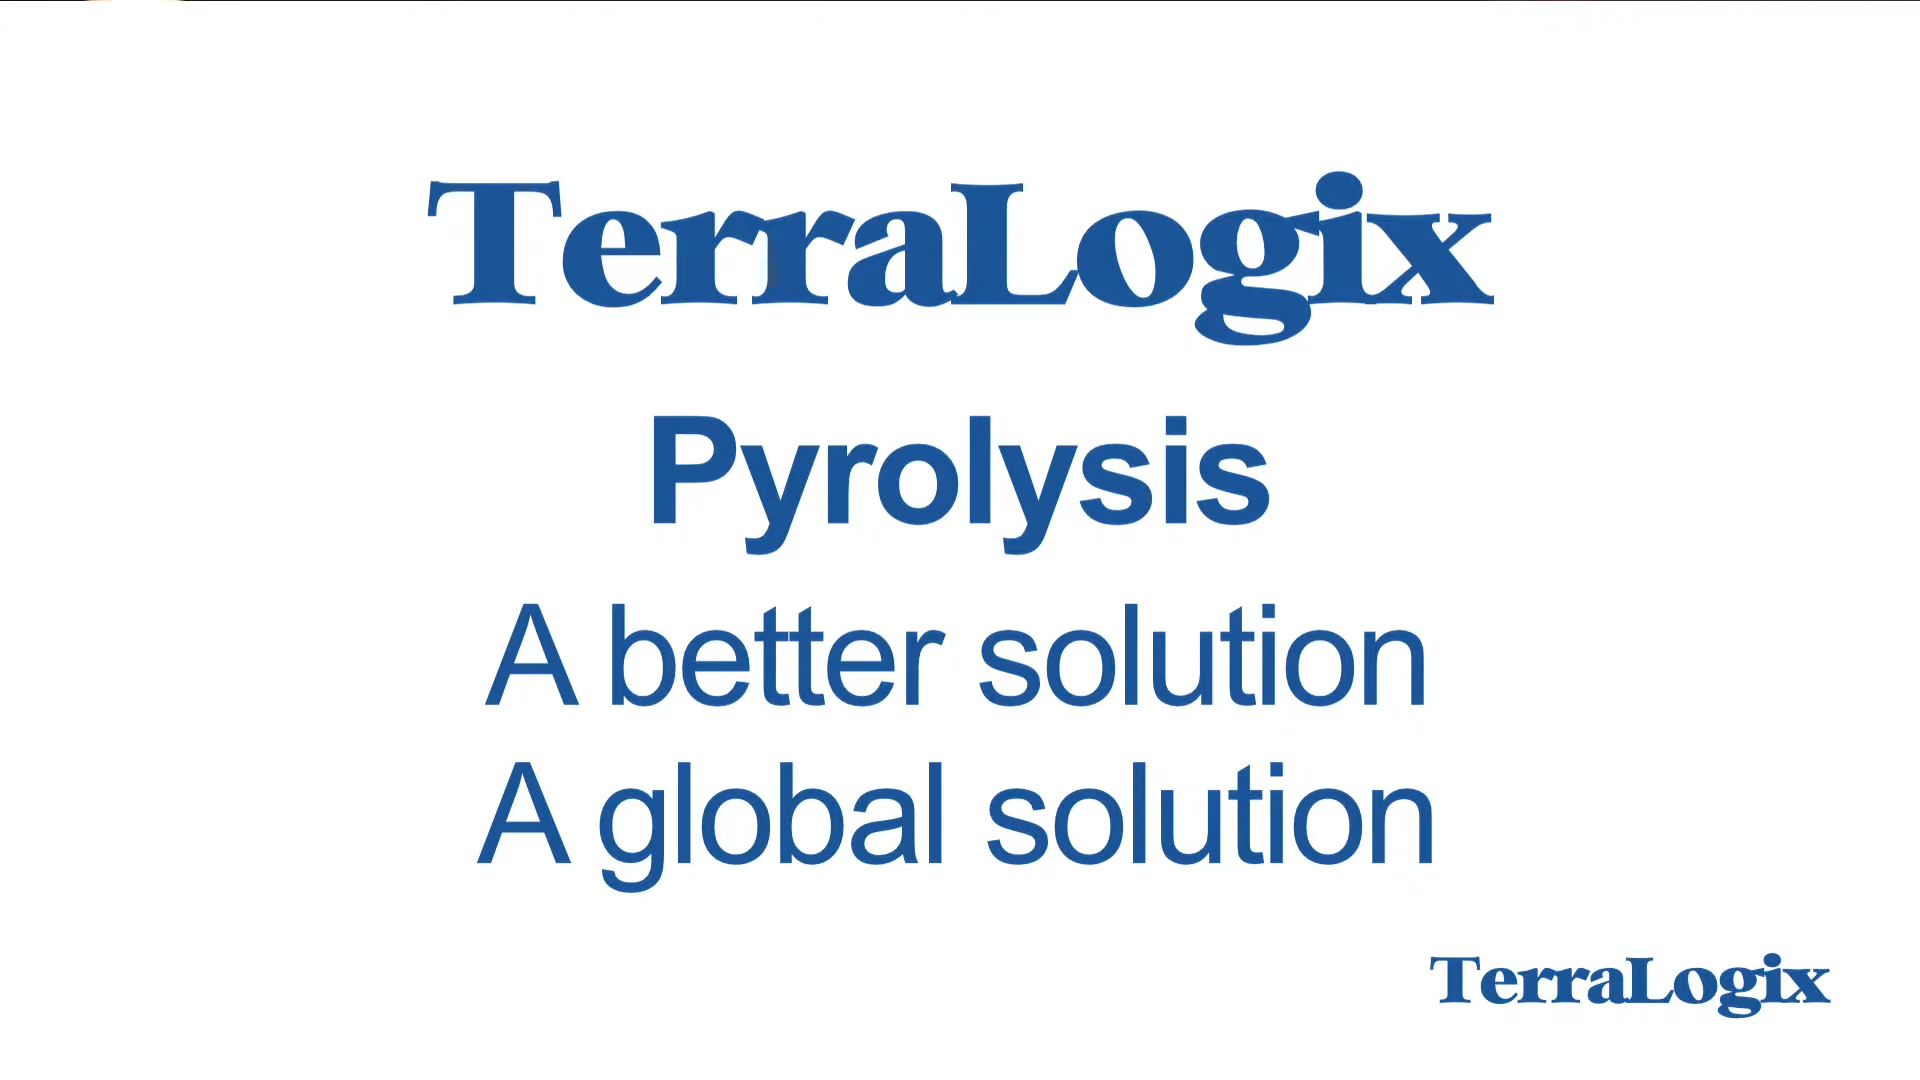 TerraLogix
Pyrolysis
A better solution
A global solution
TerraLogix